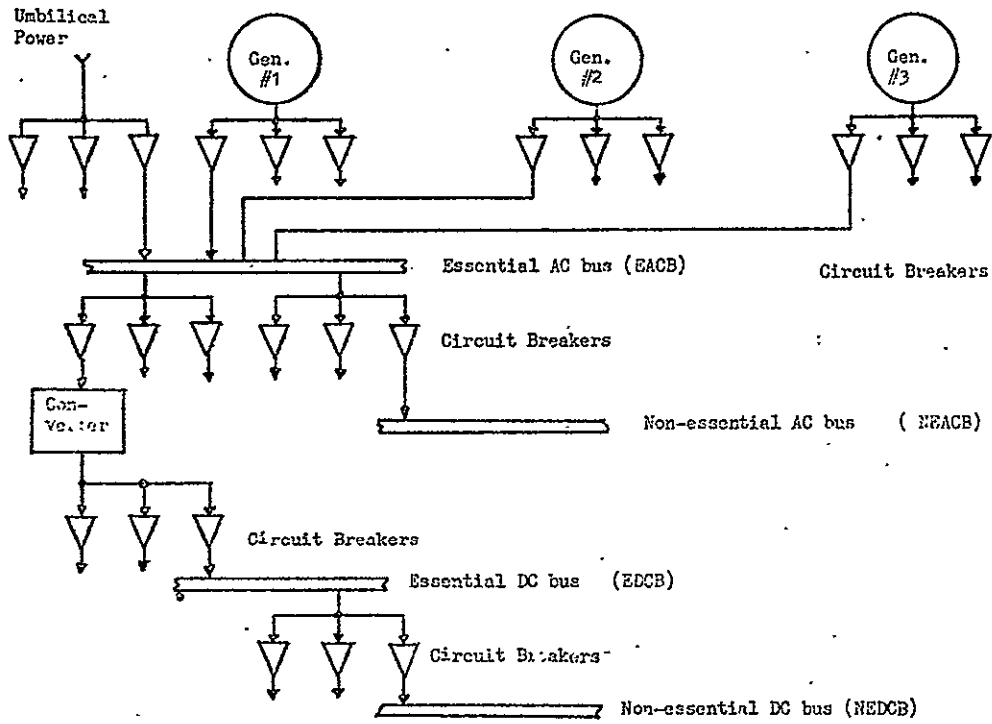 Umbilical
Power
Gen.
#1
Gen.
#2
Gen.
#3
Essential AC bus (EACB)
Circuit Breakers
Circuit Breakers
Con-
Non-essential AC bus ( NEACB)
Circuit Breakers
Essential DC bus (EDCB)
Circuit
Non-essential DC bus (NEDCB)